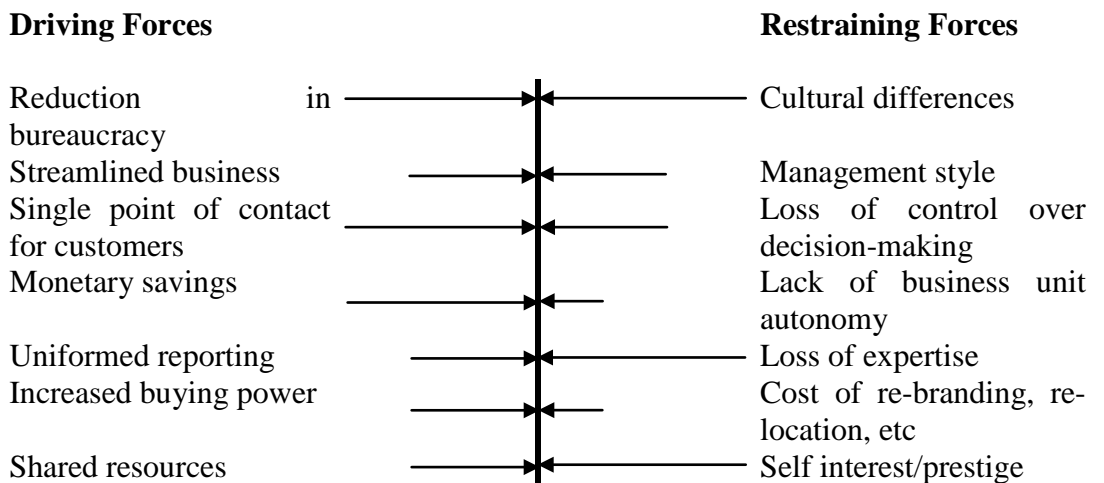 Driving Forces Restraining Forces
Reduction in Cultural differences
bureaucracy
Streamlined business Management style
Single point of contact Loss of control over
for customers decision-making
Monetary savings Lack of business unit
autonomy
Uniformed reporting Loss of expertise
Increased buying power Cost of re-branding, re-
location, etc
Shared resources Self interest/prestige